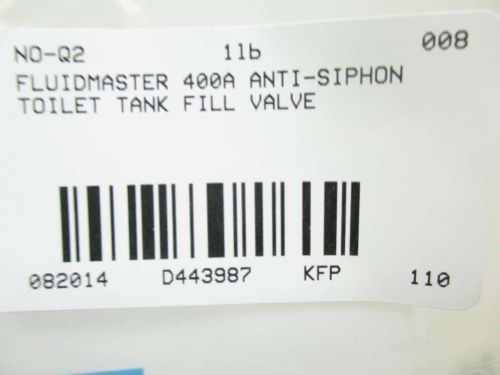 NO-Q2 1lb 008
FLUIDMASTER 400A ANTI-SIPHON
TOILET TANK FILL VALVE
082014 D443987 KFP 110